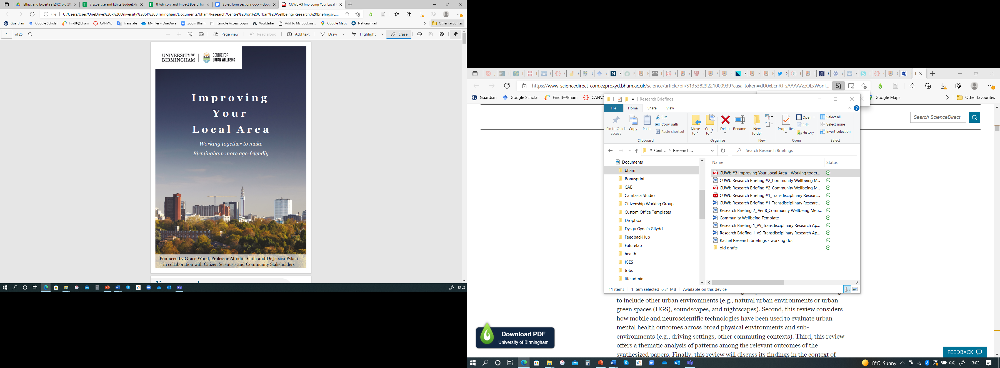 Ethics and Expertise ESRC bid 20
7 Expertise and Ethics Budget.xls
8 Advisory and Impact Board Tra
3 J-es form sections.docx - Goog
CUWb #3 Improving Your Local
File
C:/Users/User/OneDrive%20-%20University%20of%20Birmingham/Documents/bham/Research/Centre%20for%20Urban%20Wellbeing/Research%20Briefings/C...
Guardian
Google Scholar
FindIt@Bham
CANVAS
Translate
My files - OneDrive
Zoom Bham
Remote Access Login
W. Worktribe
Add to My Bookma...
Google Maps
National Rail
Other favourites
1 of 26
Page view
Read aloud
Add text
Draw
Highlight
Erase
UNIVERSITY OF
BIRMINGHAM
CENTRE FOR
URBAN WELLBEING
Improving
Your
Local Area
Working together to make
Birmingham more age-friendly
Produced by Grace Wood, Professor Afroditi Stathi and Dr Jessica Pykett
in collaboration with Citizen Scientists and Community Stakeholders
13:02
https://www-sciencedirect-com.ezproxyd.bham.ac.uk/science/article/pii/S1353829221000939?casa_token=dU0xLEnRJ-sAAAAA:zOLxWonI...
Guardian
Google Scholar
FindIt@Bham
CANVA
Google Maps
Other favourites
Search ScienceDirect
Research Briefings
File
Home
Share
View
Pin to Quick
access
Copy
Paste
Cut
Copy path
Paste shortcut
Clipboard
Move
to
Copy
to
Delete
Rename
Organise
New
folder
New
Properties
Open
Edit
History
Open
Select all
Select none
Invert selection
Select
« Centr... > Research ...
Search Research Briefings
Documents
bham
Bonusprint
CAB
Camtasia Studio
Citizenship Working Group
Custom Office Templates
Dropbox
Dysgu Gyda'n Gilydd
FeedbackHub
Futurelab
health
IGES
Jobs
life admin
Name
Status
CUWb #3 Improving Your Local Area - Working toget...
CUWb Research Briefing #2_Community Wellbeing M...
CUWb Research Briefing #2_Community Wellbeing M...
CUWb Research Briefing #1_Transdisciplinary Researc...
CUWb Research Briefing #1_Transdisciplinary Researc...
Research Briefing 2_ Ver 8_Community Wellbeing Metr...
Community Wellbeing Template
Research Briefing 1_V9_Transdisciplinary Research Ap...
Research Briefing 1_V9_Transdisciplinary Research Ap...
Rachel Research briefings - working doc
old drafts
11 items
1 item selected 6.31 MB
Available on this device
to include other urban environments (e.g., natural urban environments or urban
green spaces (UGS), soundscapes, and nightscapes). Second, this review considers
how mobile and neuroscientific technologies have been used to evaluate urban
mental health outcomes across broad physical environments and sub-
environments (e.g., driving settings, other commuting contexts). Third, this review
offers a thematic analysis of patterns among the relevant outcomes of the
synthesized papers. Finally, this review will discuss its findings in the context of
Download PDF
University of Birmingham
FEEDBACK
8°C Sunny
13:02